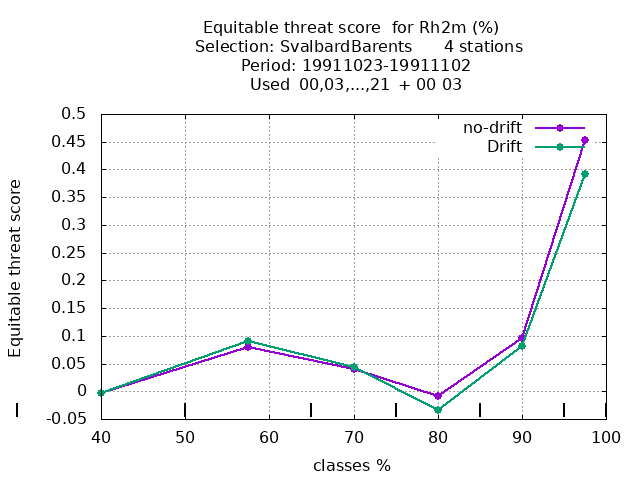 Equitable threat score  for Rh2m (%)
Selection: SvalbardBarents      4 stations
Period: 19911023-19911102
Used  00,03,...,21  + 00 03
no-drift
Drift
Equitable threat score
0.5
0.45
0.4
0.35
0.3
0.25
0.2
0.15
0.1
0.05
0
-0.05
40 50 60 70 80 90 100
classes %